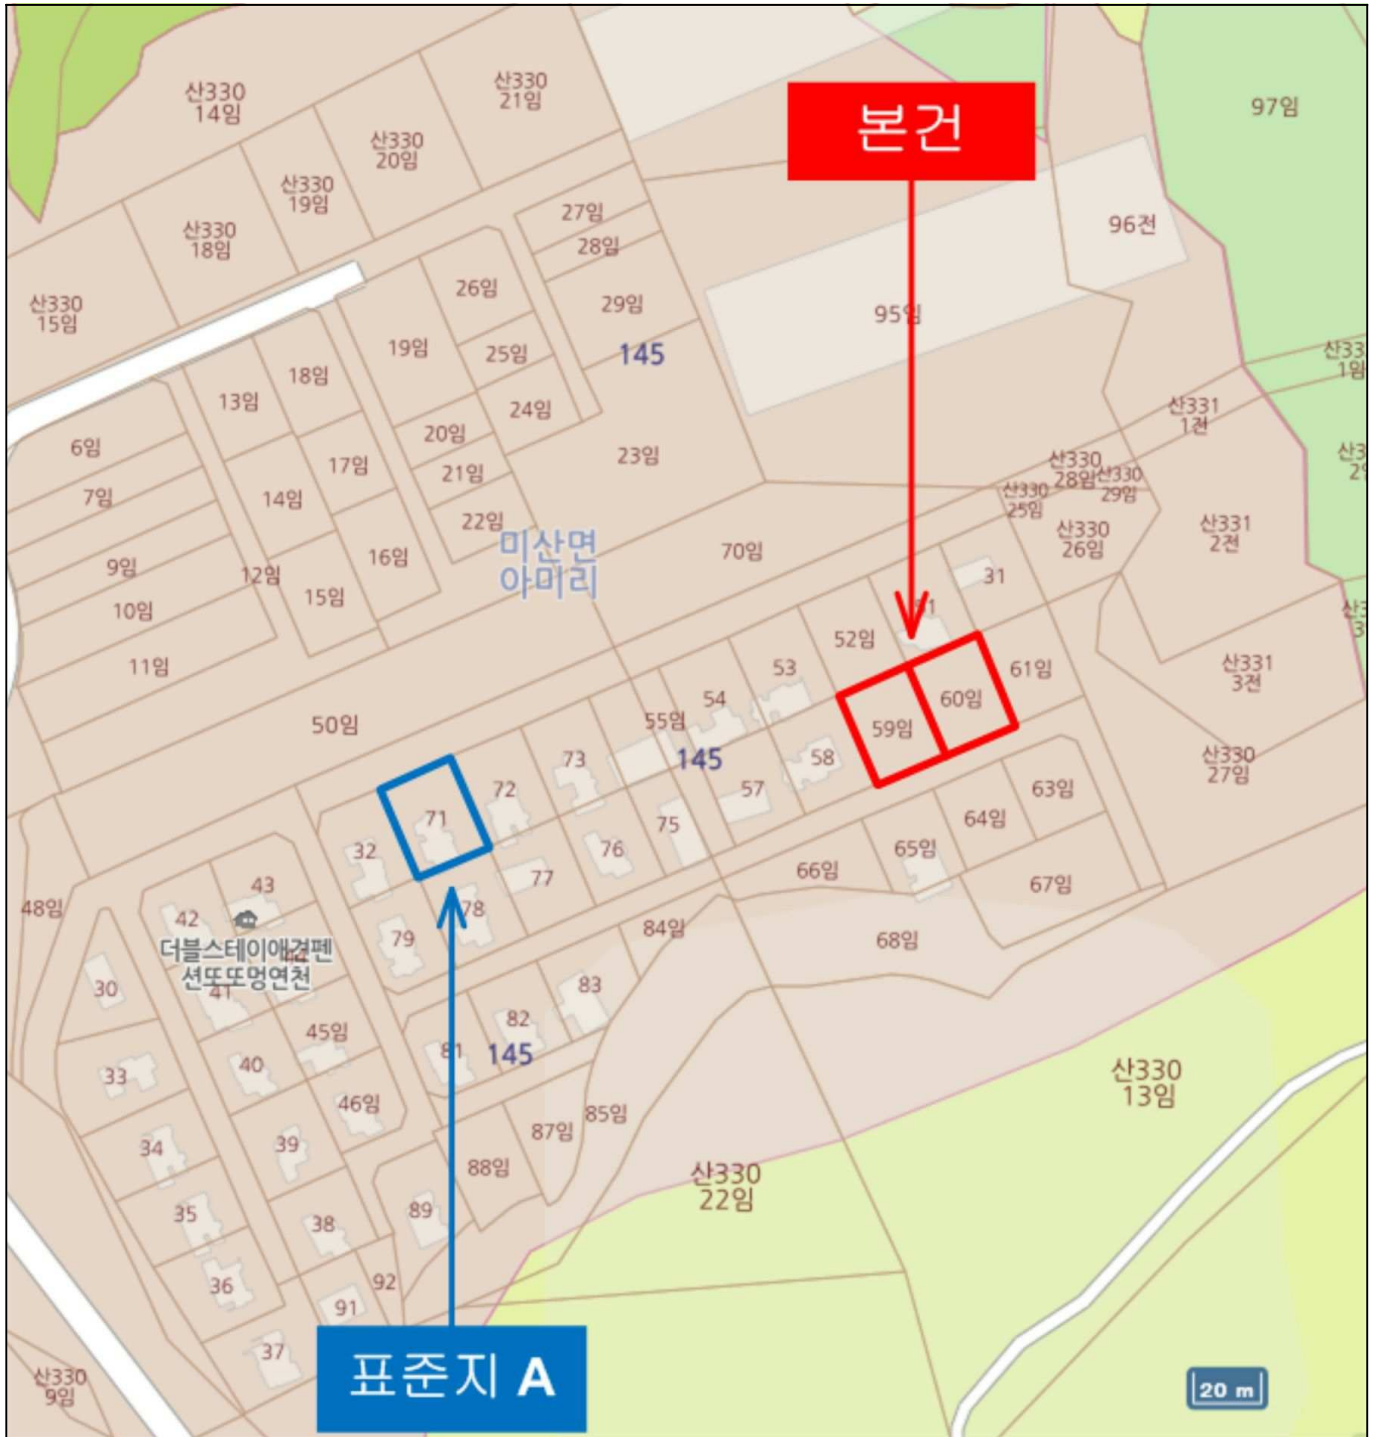 산330
14임
산330
21임
산330
20임
산330
19임
산330
18임
산330
15임
본건
97임
96전
95임
27임
28임
29임
26임
25임
24임
19임
20임
21임
22임
145
23임
18임
13임
17임
14임
16임
12임
15임
6임
7임
9임
10임
11임
미산면
아미리
70임
산331
1전
산330
28임
산330
29임
산330
25임
산330
26임
산331
2전
산331
3전
산330
27임
31
52임
53
54
55임
61임
60임
59임
58
57
145
50임
73
72
71
32
75
76
77
78
79
63임
64임
65임
66임
67임
68임
84임
83
82
81
145
48임
43
42
더블스테이애견펜
션또또멍연천
41
30
45임
40
33
46임
39
34
35
38
36
37
91
92
89
88임
87임
85임
산330
13임
산330
22임
산330
9임
표준지 A
20 m